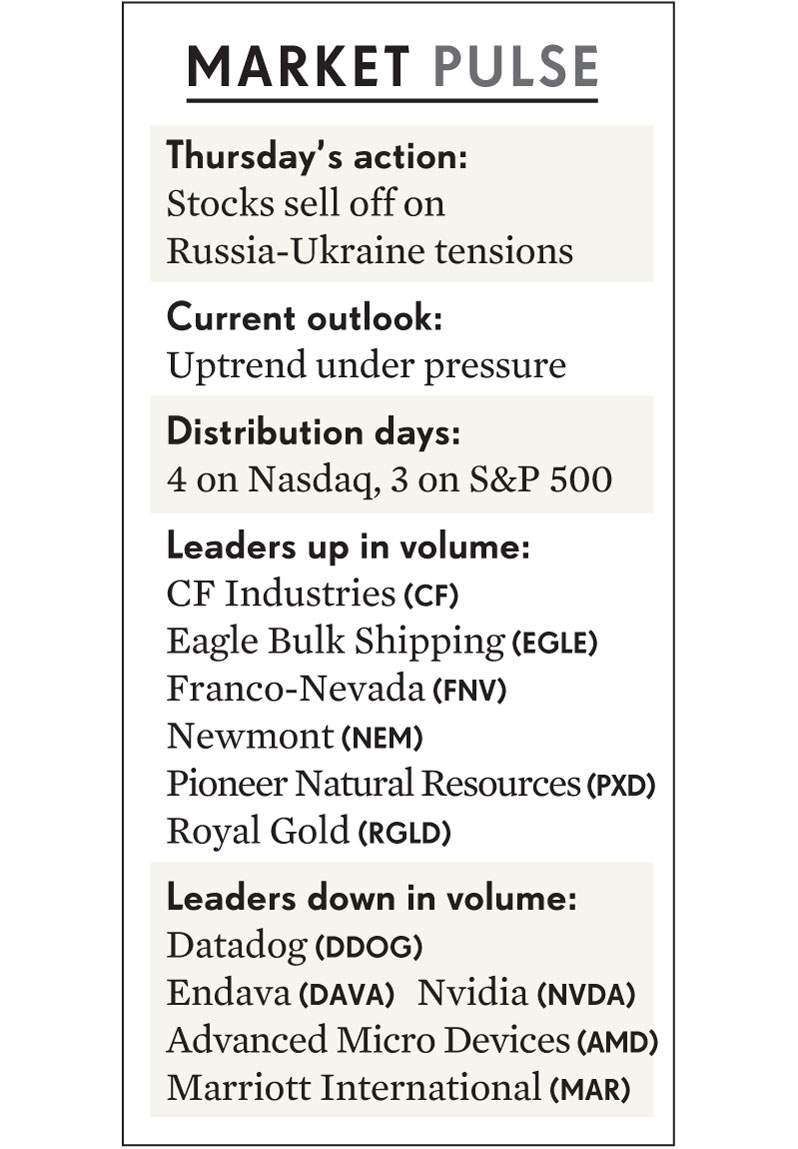 MARKET PULSE
Thursday’s action:
Stocks sell off on
Russia-Ukraine tensions
Current outlook:
Uptrend under pressure
Distribution days:
4 on Nasdaq, 3 on S&P 500
Leaders up in volume:
CF Industries (CF)
Eagle Bulk Shipping (EGLE)
Franco-Nevada (FNV)
Newmont (NEM)
Pioneer Natural Resources (PXD)
Royal Gold (RGLD)
Leaders down in volume:
Datadog (DDOG)
Endava (DAVA) Nvidia (NVDA)
Advanced Micro Devices (AMD)
Marriott International (MAR)